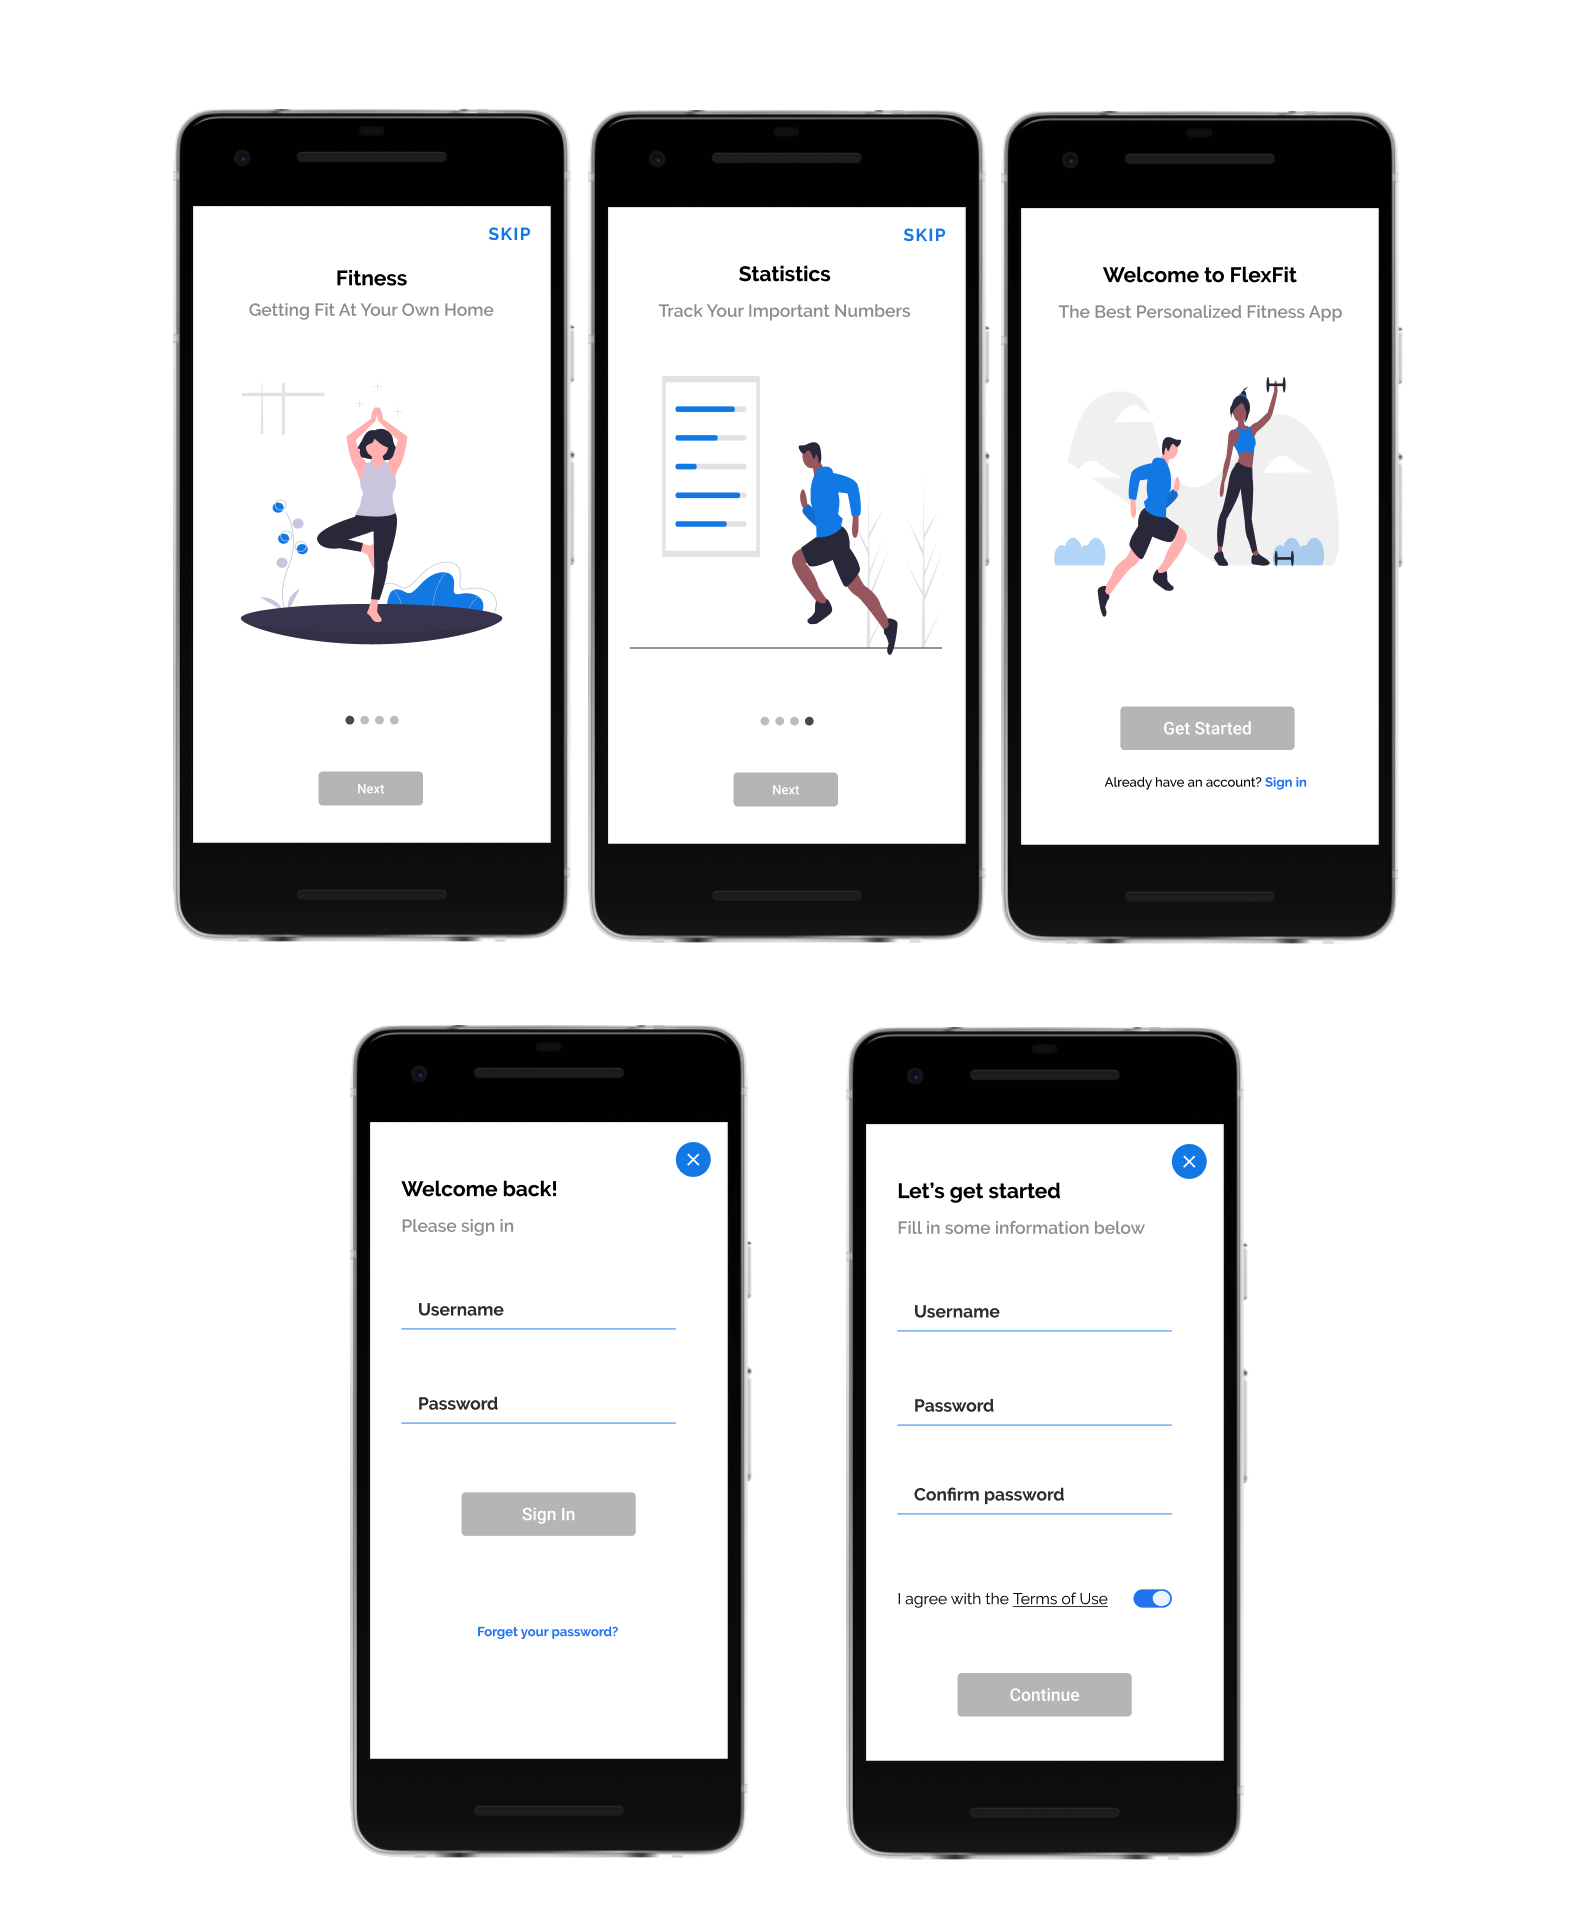 SKIP
Fitness
Getting Fit At Your Own Home
Next
SKIP
Statistics
Track Your Important Numbers
Next
Welcome to FlexFit
The Best Personalized Fitness App
Get Started
Already have an account? Sign in
Welcome back!
Please sign in
Username
Password
Sign In
Forget your password?
Let's get started
Fill in some information below
Username
Password
Confirm password
I agree with the Terms of Use
Continue